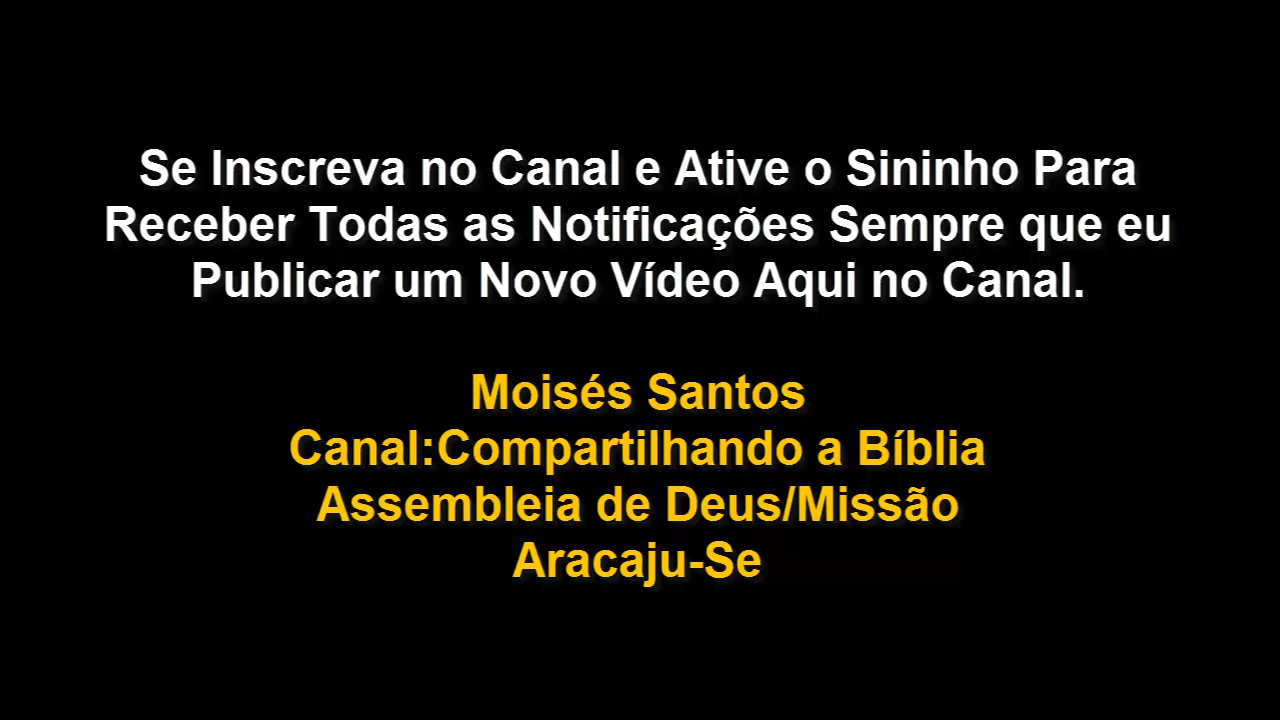 Se Inscreva no Canal e Ative o Sininho Para
Receber Todas as Notificações Sempre que eu
Publicar um Novo Vídeo Aqui no Canal.
Moisés Santos
Canal:Compartilhando a Bíblia
Assembleia de Deus/Missão
Aracaju-Se